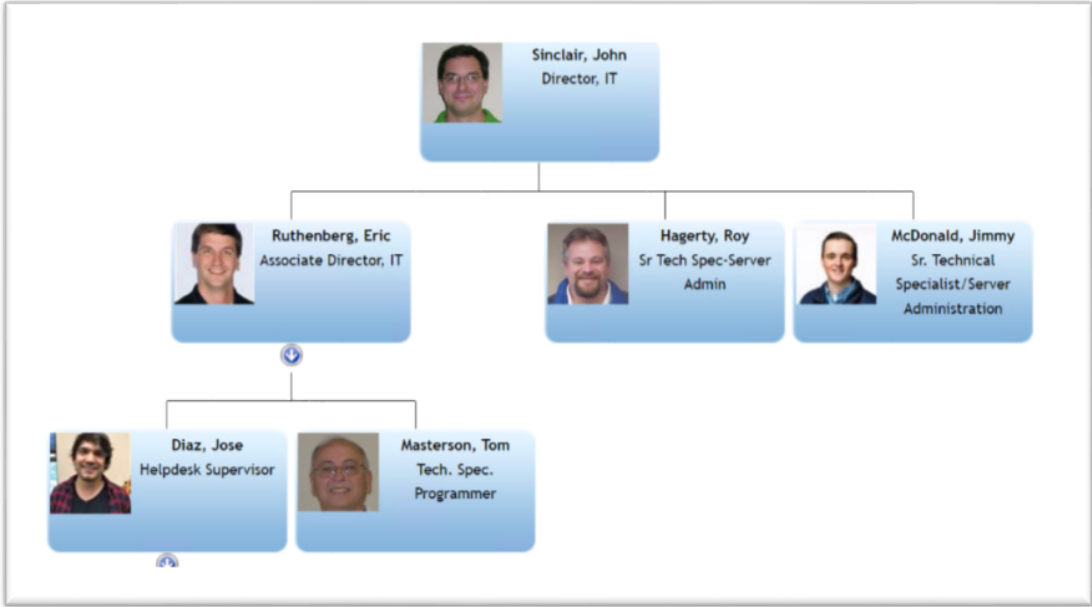 Sinclair, John
Director, IT
Ruthenberg, Eric
Associate Director, IT
Hagerty, Roy
Sr Tech Spec-Server
Admin
McDonald, Jimmy
Sr. Technical
Specialist/Server
Administration
Diaz, Jose
Helpdesk Supervisor
Masterson, Tom
Tech. Spec.
Programmer